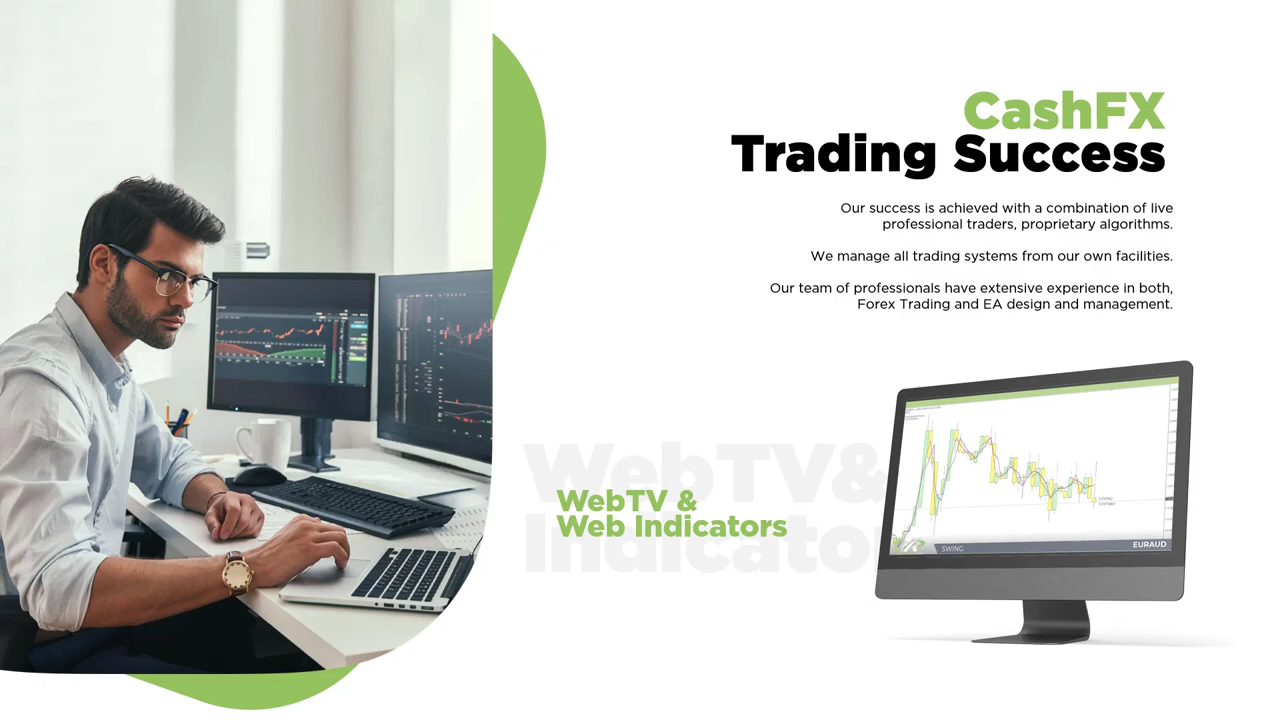 CashFX
Trading Success
Our success is achieved with a combination of live
professional traders, proprietary algorithms.
We manage all trading systems from our own facilities.
Our team of professionals have extensive experience in both,
Forex Trading and EA design and management.
WebTV&
Indicator
WebTV &
Web Indicators
SWING
EURAUD